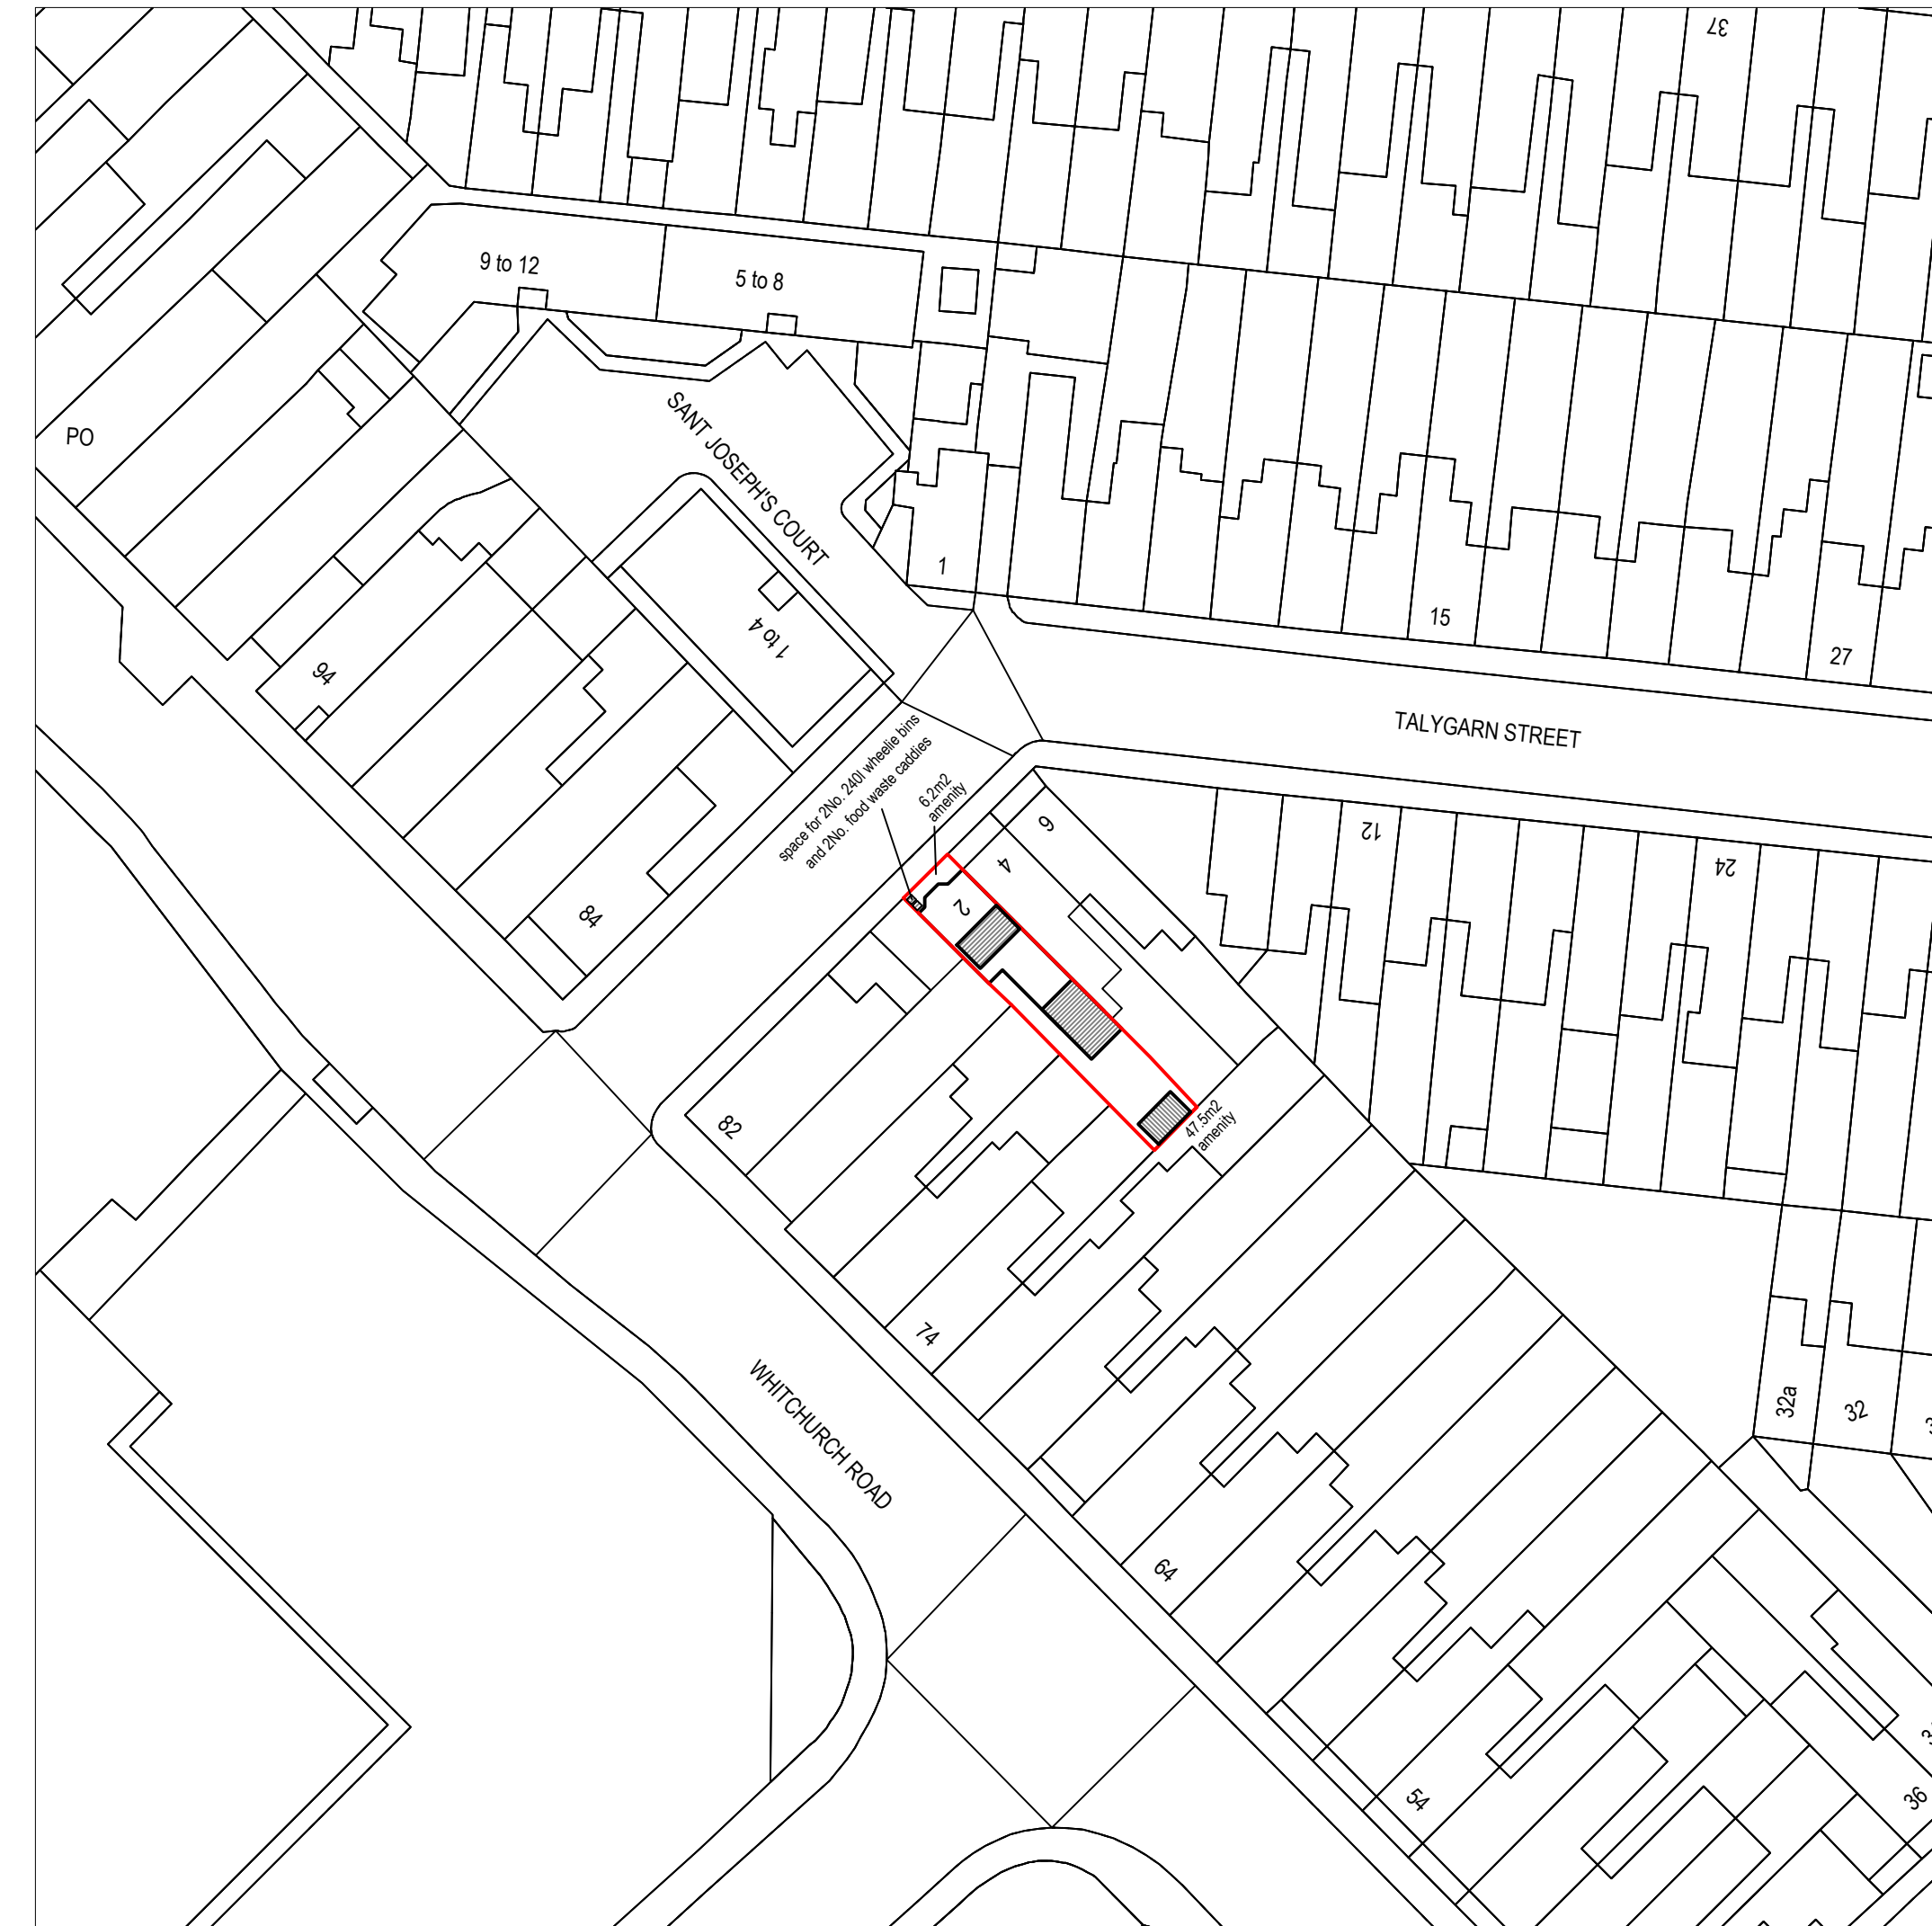 37
9 to 12
5 to 8
PO
SANT JOSEPH'S COURT
1
15
1 to 4
27
94
TALYGARN STREET
space for 2No. 240l wheelie bins
and 2No. food waste caddies
6.2m2
amenity
6
12
4
24
2
84
82
47.5m2
amenity
74
32a
32
WHITCHURCH ROAD
64
54
36